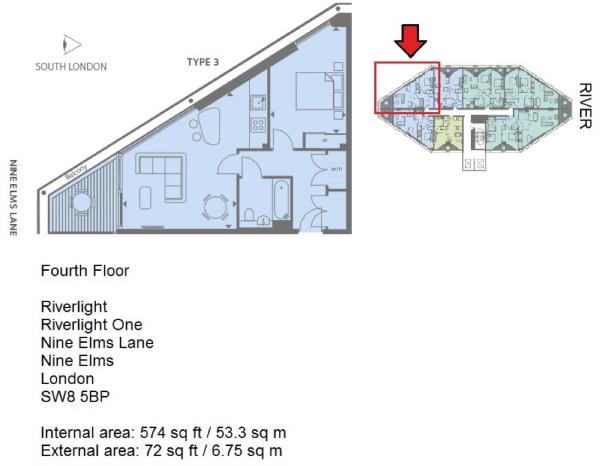 SOUTH LONDON
TYPE 3
Balcony
NINE ELMS LANE
W
W/M
RIVER
Fourth Floor
Riverlight
Riverlight One
Nine Elms Lane
Nine Elms
London
SW8 5BP
Internal area: 574 sq ft / 53.3 sq m
External area: 72 sq ft / 6.75 sq m